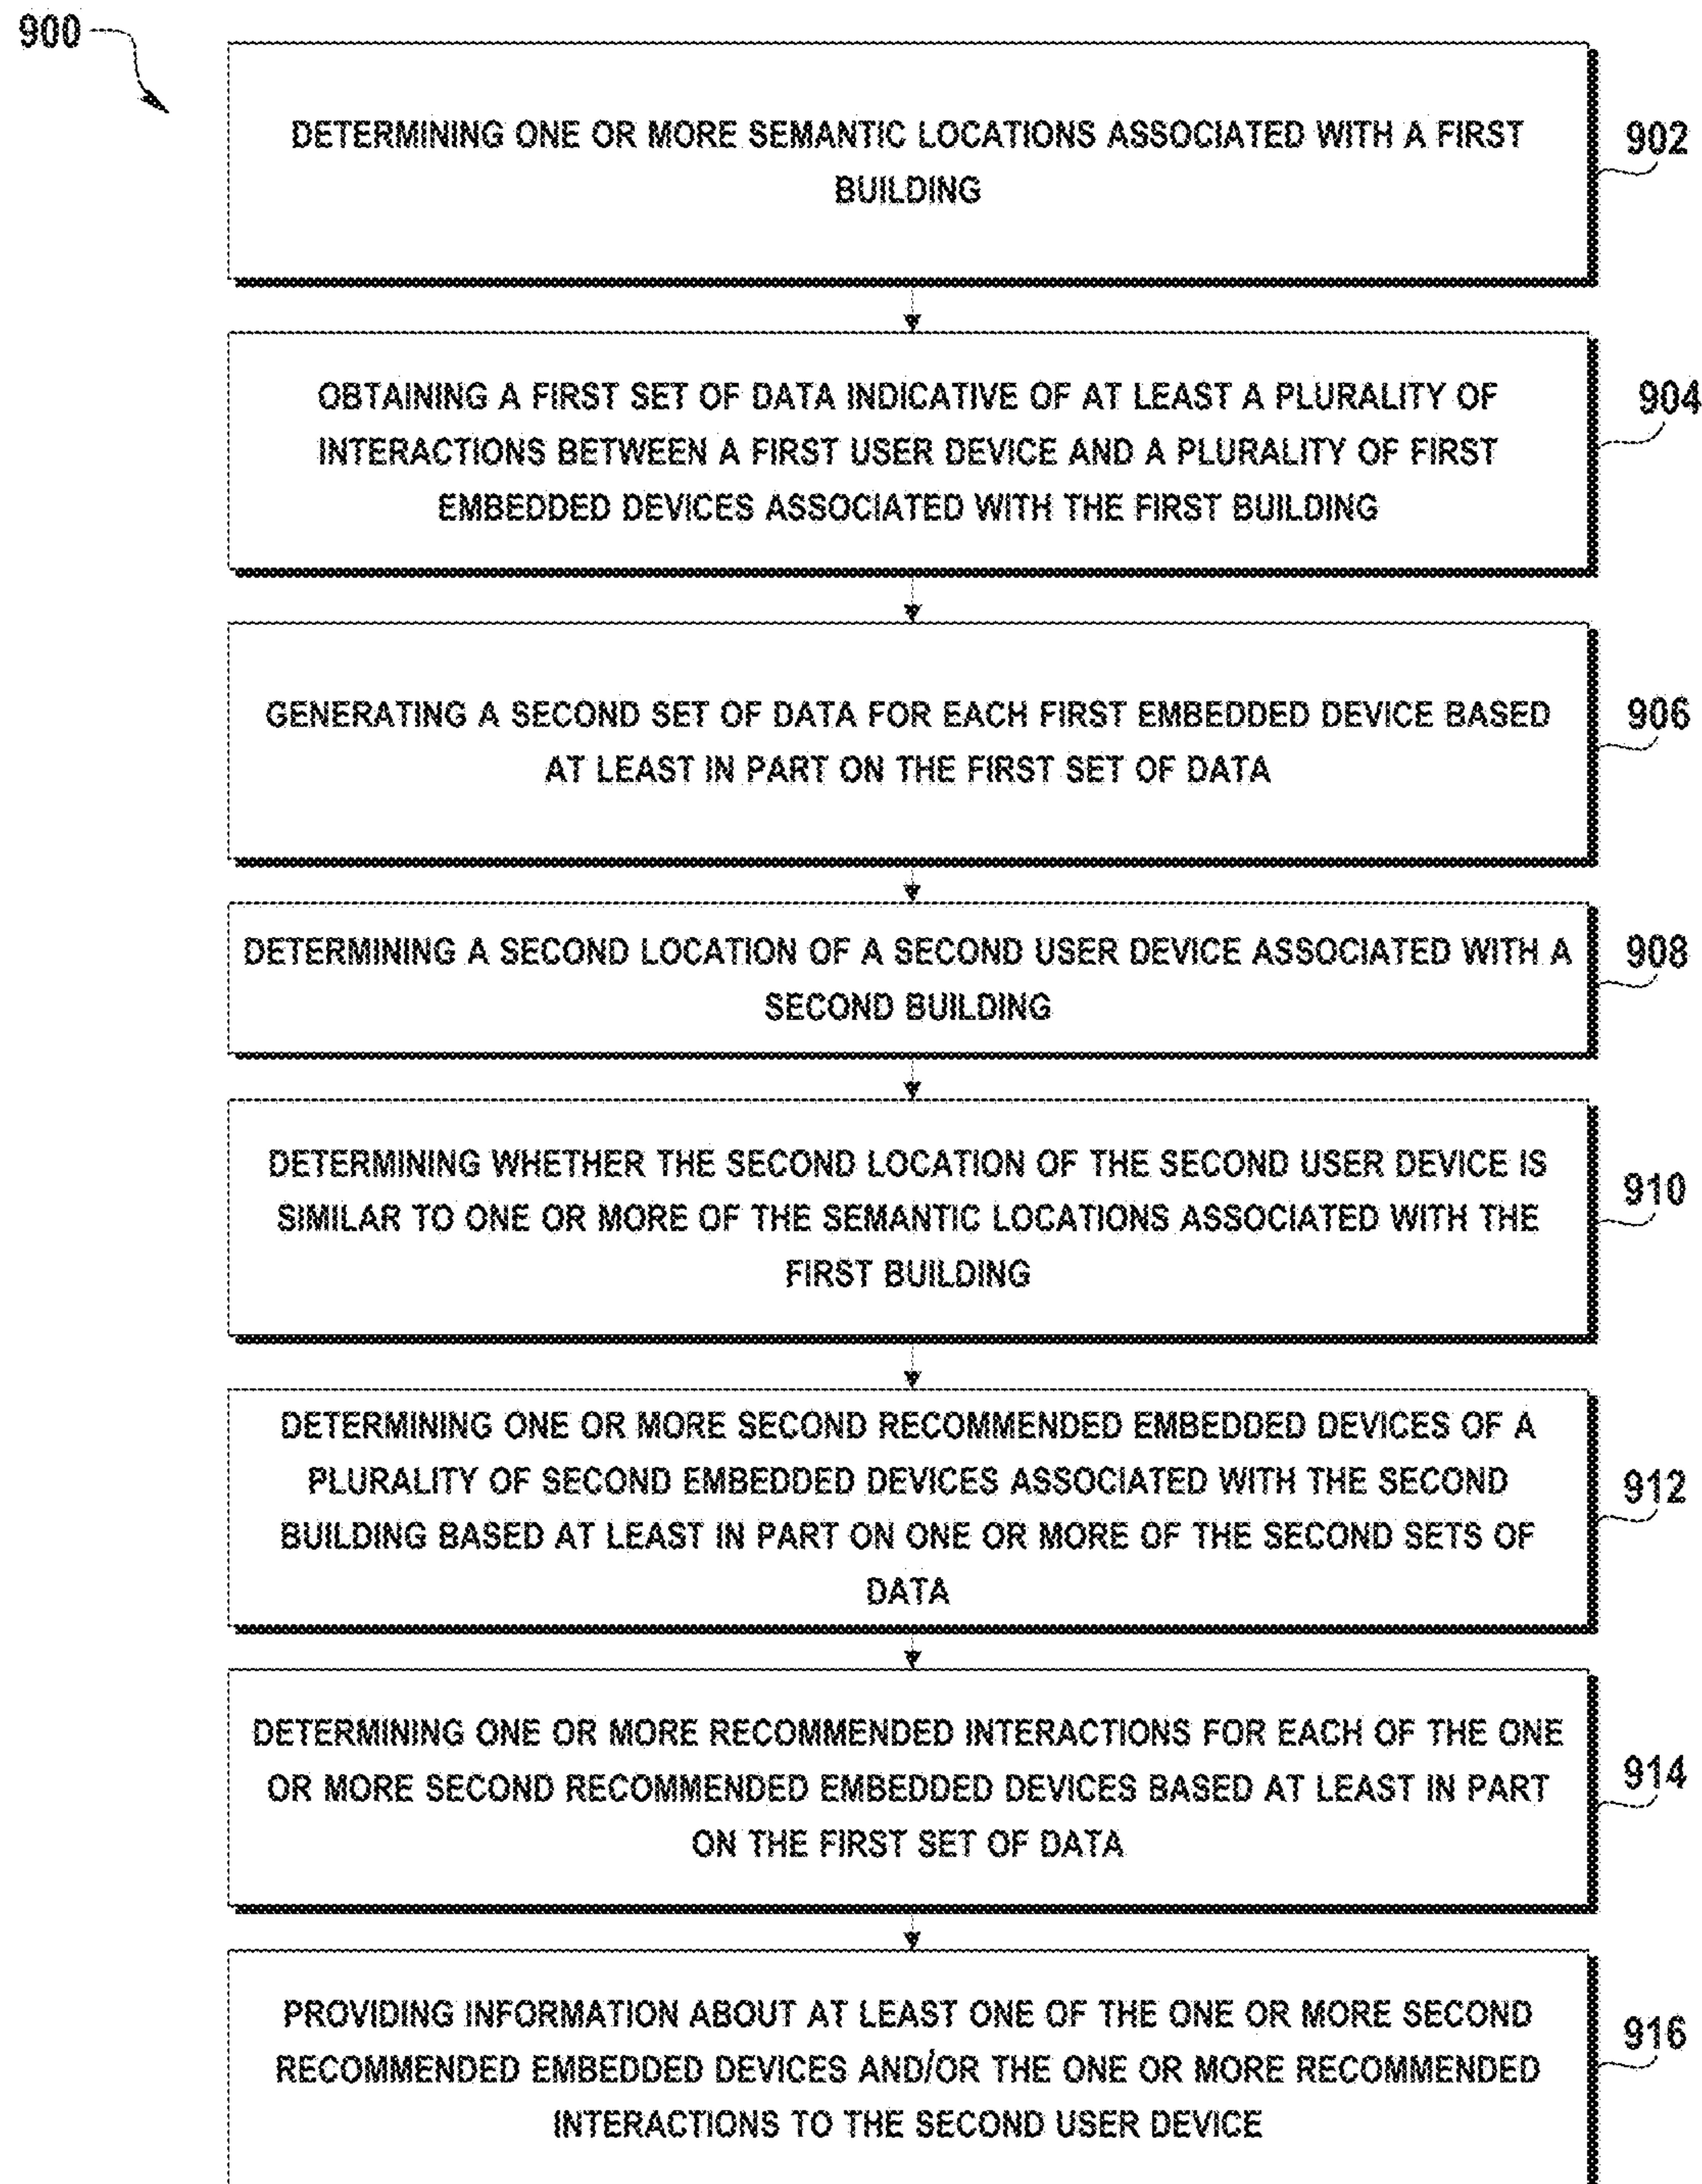 900
DETERMINING ONE OR MORE SEMANTIC LOCATIONS ASSOCIATED WITH A FIRST
BUILDING
902
OBTAINING A FIRST SET OF DATA INDICATIVE OF AT LEAST A PLURALITY OF
INTERACTIONS BETWEEN A FIRST USER DEVICE AND A PLURALITY OF FIRST
EMBEDDED DEVICES ASSOCIATED WITH THE FIRST BUILDING
904
GENERATING A SECOND SET OF DATA FOR EACH FIRST EMBEDDED DEVICE BASED
AT LEAST IN PART ON THE FIRST SET OF DATA
906
DETERMINING A SECOND LOCATION OF A SECOND USER DEVICE ASSOCIATED WITH A
SECOND BUILDING
908
DETERMINING WHETHER THE SECOND LOCATION OF THE SECOND USER DEVICE IS
SIMILAR TO ONE OR MORE OF THE SEMANTIC LOCATIONS ASSOCIATED WITH THE
FIRST BUILDING
910
DETERMINING ONE OR MORE SECOND RECOMMENDED EMBEDDED DEVICES OF A
PLURALITY OF SECOND EMBEDDED DEVICES ASSOCIATED WITH THE SECOND
BUILDING BASED AT LEAST IN PART ON ONE OR MORE OF THE SECOND SETS OF
DATA
912
DETERMINING ONE OR MORE RECOMMENDED INTERACTIONS FOR EACH OF THE ONE
OR MORE SECOND RECOMMENDED EMBEDDED DEVICES BASED AT LEAST IN PART
ON THE FIRST SET OF DATA
914
PROVIDING INFORMATION ABOUT AT LEAST ONE OF THE ONE OR MORE SECOND
RECOMMENDED EMBEDDED DEVICES AND/OR THE ONE OR MORE RECOMMENDED
INTERACTIONS TO THE SECOND USER DEVICE
916